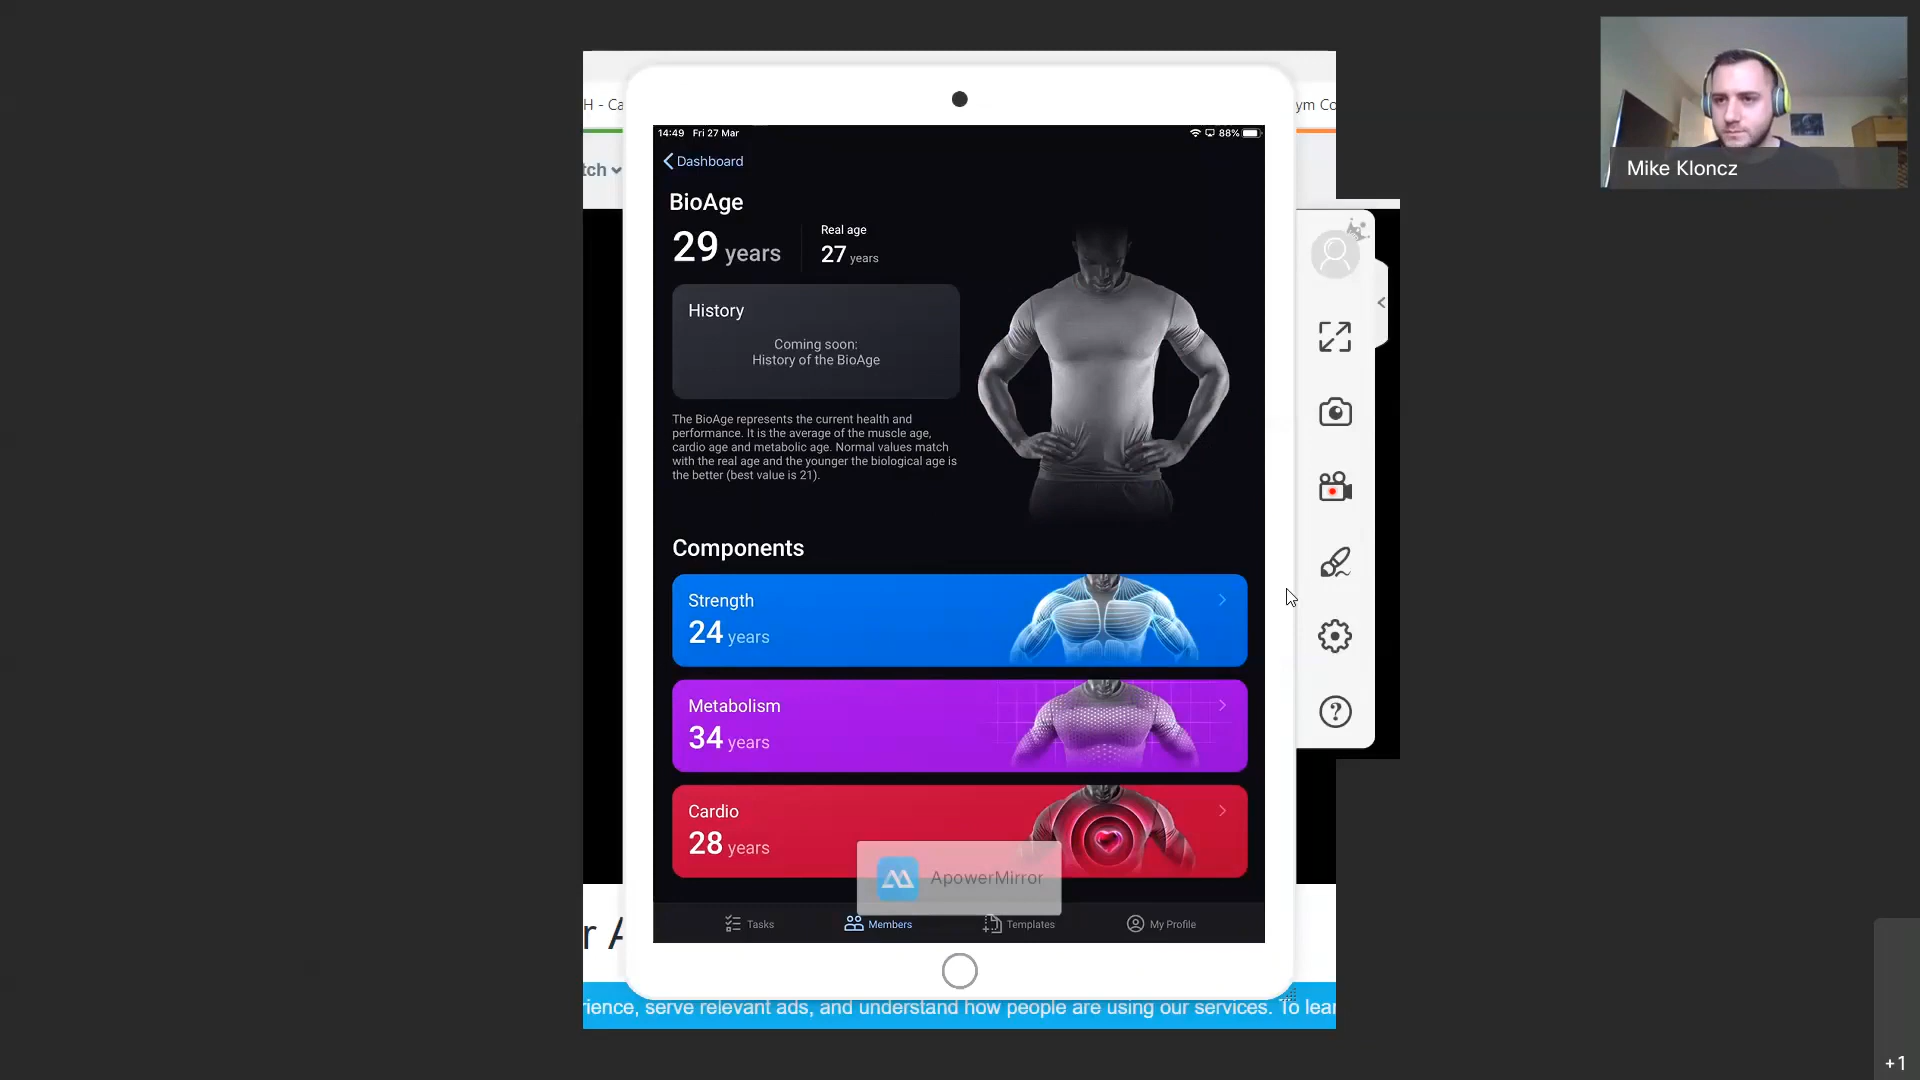 H - Ca
ym Co
tch
14:49 Fri 27 Mar
88%
Dashboard
BioAge
29 years
Real age
27 years
History
Coming soon:
History of the BioAge
The BioAge represents the current health and
performance. It is the average of the muscle age,
cardio age and metabolic age. Normal values match
with the real age and the younger the biological age is
the better (best value is 21).
Components
Strength
24 years
Metabolism
34 years
Cardio
28 years
ApowerMirror
Tasks
Members
Templates
My Profile
r A
rience, serve relevant ads, and understand how people are using our services. To lear
Mike Kloncz
+1